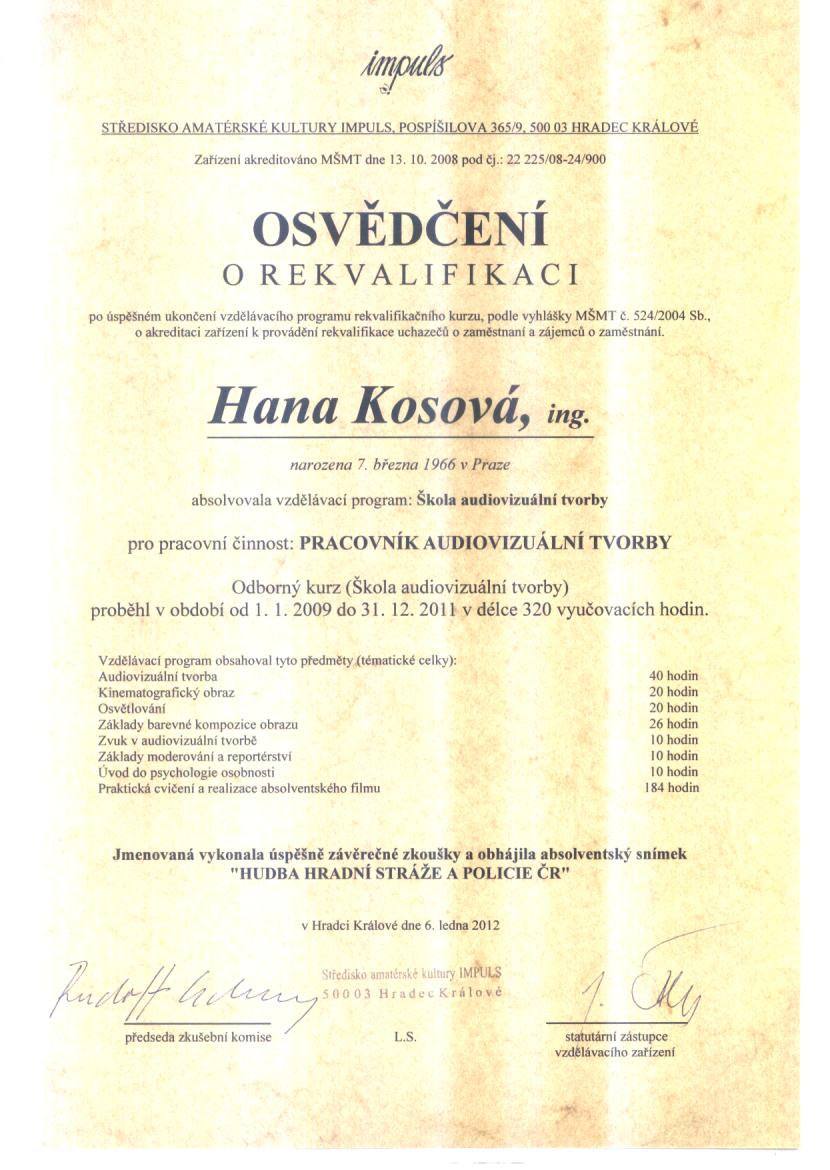 impuls
STŘEDISKO AMATÉRSKÉ KULTURY IMPULS, POSPÍŠILOVA 365/9, 500 03 HRADEC KRÁLOVÉ
Zařízení akreditováno MŠMT dne 13. 10. 2008 pod čj.: 22 225/08-24/900
OSVĚDČENÍ
O REKVALIFIKACI
po úspěšném ukončení vzdělávacího programu rekvalifikačního kurzu, podle vyhlášky MŠMT č. 524/2004 Sb.,
o akreditaci zařízení k provádění rekvalifikace uchazečů o zaměstnaní a zájemců o zaměstnání.
Hana Kosová, ing.
narozena 7. března 1966 v Praze
absolvovala vzdělávací program: Škola audiovizuální tvorby
pro pracovní činnost: PRACOVNÍK AUDIOVIZUÁLNÍ TVORBY
Odborný kurz (Škola audiovizuální tvorby)
proběhl v období od 1. 1. 2009 do 31. 12. 2011 v délce 320 vyučovacích hodin.
Vzdělávací program obsahoval tyto předměty (tématické celky):
Audiovizuální tvorba 40 hodin
Kinematografický obraz 20 hodin
Osvětlování 20 hodin
Základy barevné kompozice obrazu 26 hodin
Zvuk v audiovizuální tvorbě 10 hodin
Základy moderování a reportérství 10 hodin
Úvod do psychologie osobnosti 10 hodin
Praktická cvičení a realizace absolventského filmu 184 hodin
Jmenovaná vykonala úspěšně závěrečné zkoušky a obhájila absolventský snímek
"HUDBA HRADNÍ STRÁŽE A POLICIE ČR"
v Hradci Králové dne 6. ledna 2012
Středisko amatérské kultury IMPULS
50003 Hradec Králové
Rudolf
předseda zkušební komise L.S. statutární zástupce
vzdělávacího zařízení